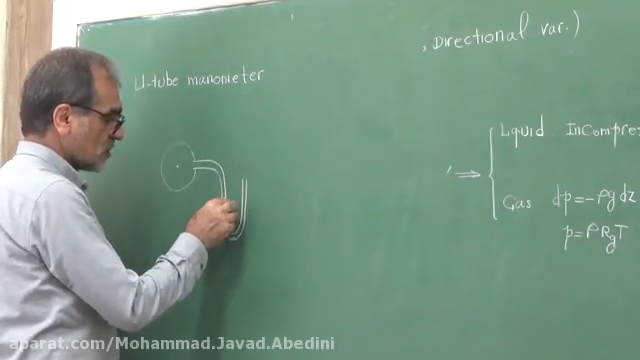 , Directional var.)
U-tube manometer
Liquid Incompres
⇒
Gas dp=-ρg dz
p=ρRgT
aparat.com/Mohammad.Javad.Abedini